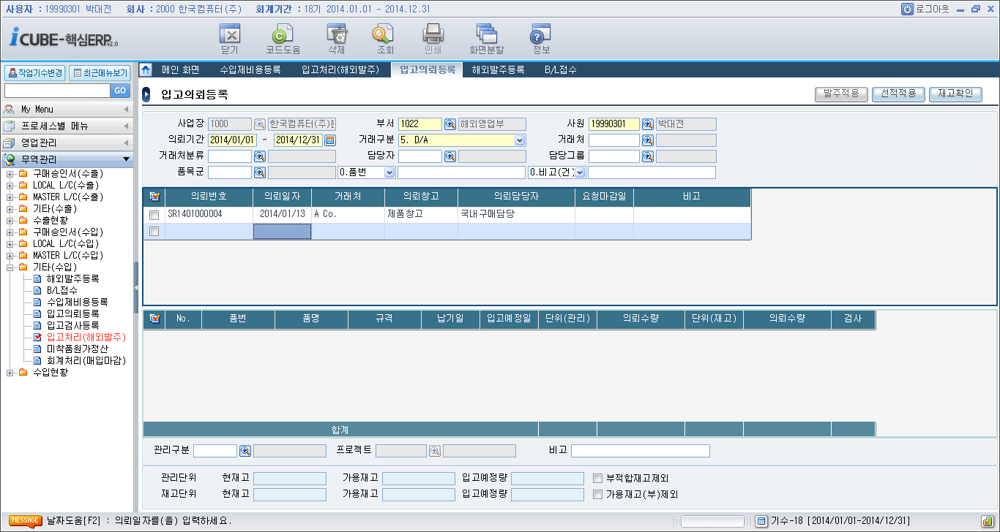 사용자 : 19990301 박대전 회사 : 2000 한국컴퓨터(주) 회계기간 : 18기 2014.01.01 ~ 2014.12.31 로그아웃
iCUBE-핵심ERP v2.0
닫기 코드도움 삭제 조회 인쇄 화면분할 정보
작업기수변경 최근메뉴보기
GO
My Menu
프로세스별 메뉴
영업관리
무역관리
구매승인서(수출)
LOCAL L/C(수출)
MASTER L/C(수출)
기타(수출)
수출현황
구매승인서(수입)
LOCAL L/C(수입)
MASTER L/C(수입)
기타(수입)
해외발주등록
B/L접수
수입제비용등록
입고의뢰등록
입고검사등록
입고처리(해외발주)
미착품원가정산
회계처리(매입마감)
수입현황
메인 화면 수입제비용등록 입고처리(해외발주) 입고의뢰등록 해외발주등록 B/L접수
입고의뢰등록 발주적용 선적적용 재고확인
사업장 1000 한국컴퓨터(주) 부서 1022 해외영업부 사원 19990301 박대전
의뢰기간 2014/01/01 ~ 2014/12/31 거래구분 5. D/A 거래처
거래처분류 담당자 담당그룹
품목군 0.품번 0.비고(건)
의뢰번호 의뢰일자 거래처 의뢰창고 의뢰담당자 요청마감일 비고
SR1401000004 2014/01/13 A Co. 제품창고 국내구매담당
No. 품번 품명 규격 납기일 입고예정일 단위(관리) 의뢰수량 단위(재고) 의뢰수량 검사
합계
관리구분 프로젝트 비고
관리단위 현재고 가용재고 입고예정량 부적합재고제외
재고단위 현재고 가용재고 입고예정량 가용재고(부)제외
MESSAGE 날짜도움[F2] : 의뢰일자를(을) 입력하세요. 기수-18 [2014/01/01-2014/12/31]